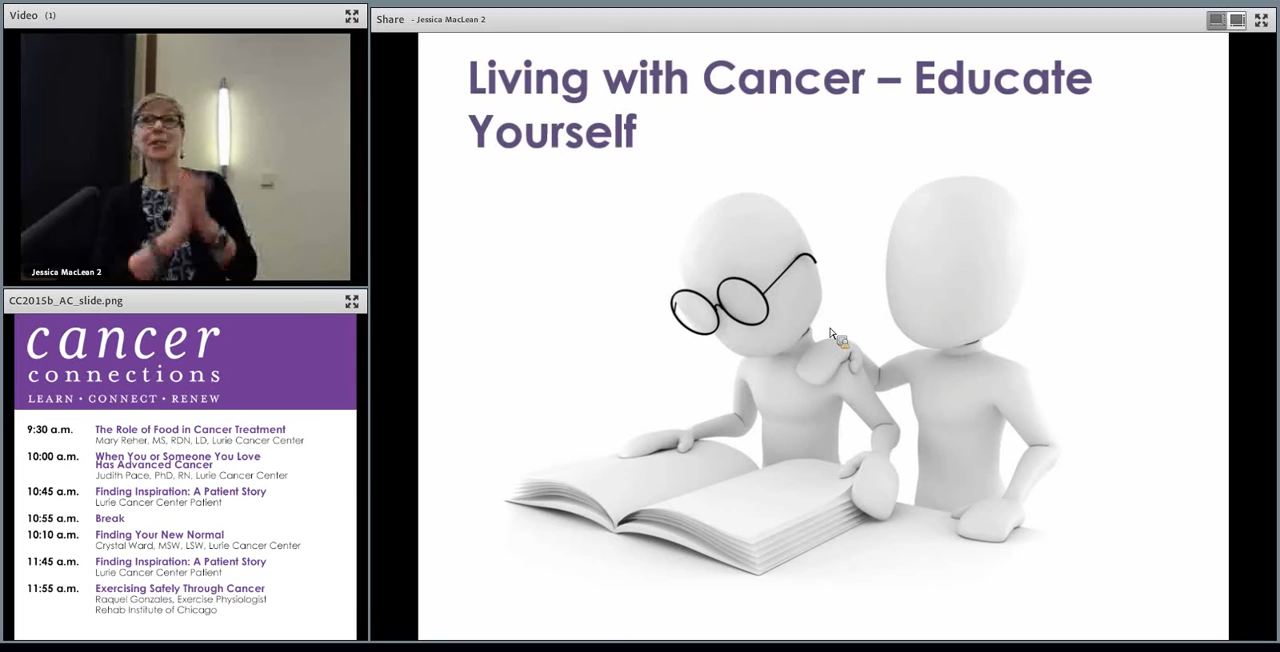 Video (1)
Jessica MacLean 2
CC2015b_AC_slide.png
cancer
connections
LEARN • CONNECT • RENEW
9:30 a.m. The Role of Food in Cancer Treatment
Mary Reher, MS, RDN, LD, Lurie Cancer Center
10:00 a.m. When You or Someone You Love
Has Advanced Cancer
Judith Pace, PhD, RN, Lurie Cancer Center
10:45 a.m. Finding Inspiration: A Patient Story
Lurie Cancer Center Patient
10:55 a.m. Break
10:10 a.m. Finding Your New Normal
Crystal Ward, MSW, LSW, Lurie Cancer Center
11:45 a.m. Finding Inspiration: A Patient Story
Lurie Cancer Center Patient
11:55 a.m. Exercising Safely Through Cancer
Raquel Gonzales, Exercise Physiologist
Rehab Institute of Chicago
Share - Jessica MacLean 2
Living with Cancer – Educate
Yourself